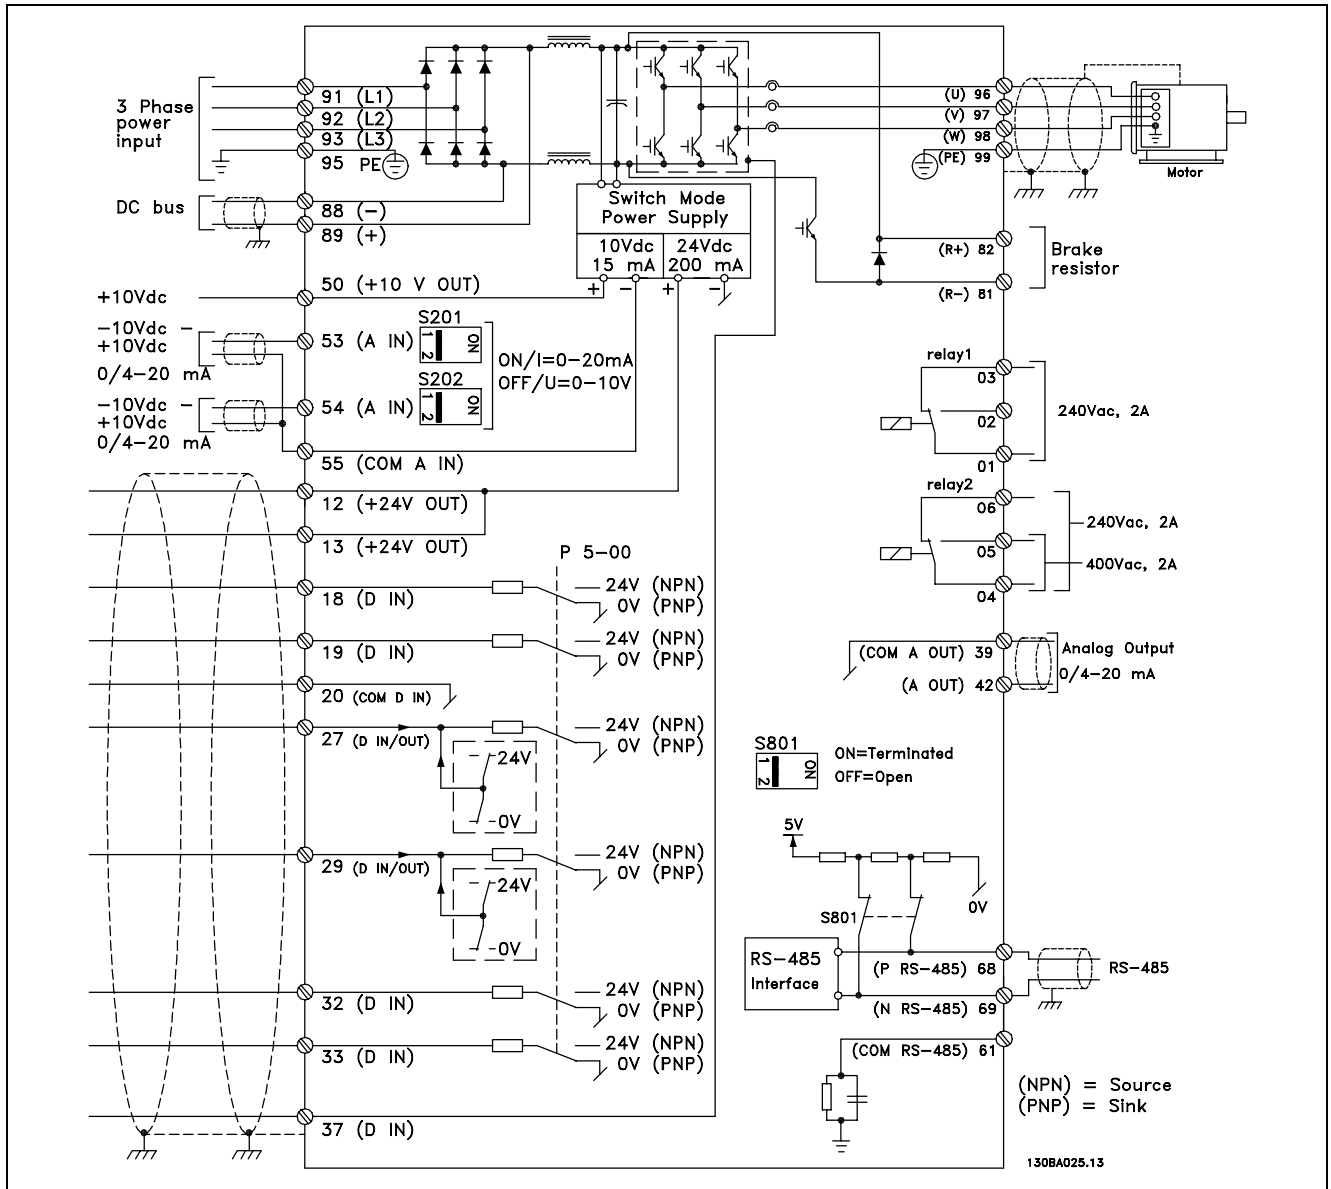 3 Phase
power
input
91 (L1)
92 (L2)
93 (L3)
95 PE
DC bus
88 (−)
89 (+)
+10Vdc
50 (+10 V OUT)
−10Vdc −
+10Vdc
0/4−20 mA
53 (A IN)
S201
1
2
ON
−10Vdc −
+10Vdc
0/4−20 mA
54 (A IN)
S202
1
2
ON
ON/I=0−20mA
OFF/U=0−10V
55 (COM A IN)
12 (+24V OUT)
13 (+24V OUT)
P 5-00
18 (D IN)
24V (NPN)
0V (PNP)
19 (D IN)
24V (NPN)
0V (PNP)
20 (COM D IN)
27 (D IN/OUT)
24V (NPN)
0V (PNP)
24V
0V
29 (D IN/OUT)
24V (NPN)
0V (PNP)
24V
0V
32 (D IN)
24V (NPN)
0V (PNP)
33 (D IN)
24V (NPN)
0V (PNP)
37 (D IN)
Switch Mode
Power Supply
10Vdc
15 mA
24Vdc
200 mA
+ − + −
(U) 96
(V) 97
(W) 98
(PE) 99
Motor
(R+) 82
(R−) 81
Brake
resistor
relay1
03
02
01
240Vac, 2A
relay2
06
05
04
240Vac, 2A
400Vac, 2A
(COM A OUT) 39
(A OUT) 42
Analog Output
0/4−20 mA
S801
1
2
ON
ON=Terminated
OFF=Open
5V
0V
S801
RS−485
Interface
(P RS−485) 68
(N RS−485) 69
RS−485
(COM RS−485) 61
(NPN) = Source
(PNP) = Sink
130BA025.13